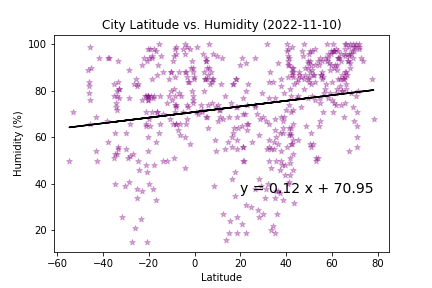 City Latitude vs. Humidity (2022-11-10)
100
80
60
40
20
Humidity (%)
y = 0.12 x + 70.95
−60 −40 −20 0 20 40 60 80
Latitude